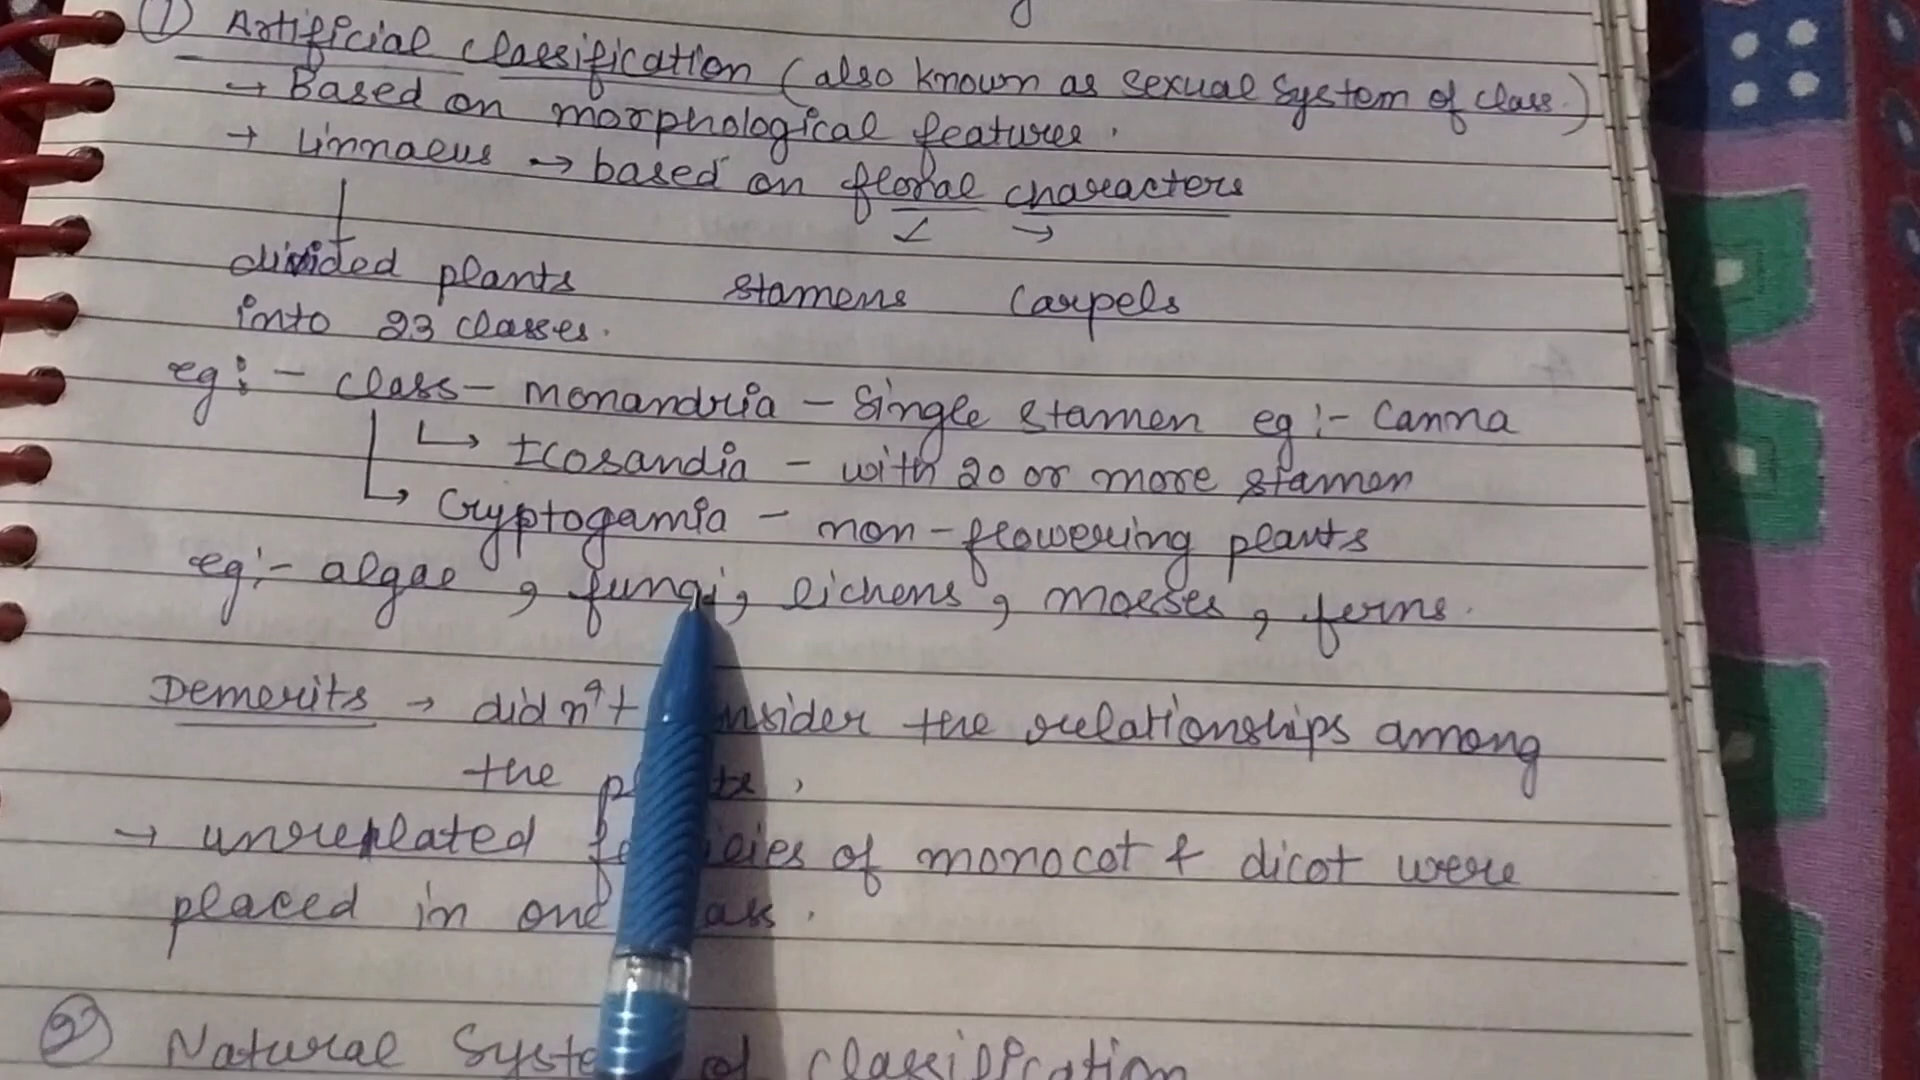 ① Artificial classification (also known as sexual system of class.)
→ Based on morphological features.
→ Linnaeus → based on floral characters
divided plants stamens Carpels
into 23 classes.
eg:- class - monandria - Single stamen eg:- Canna
↳ Icosandia - with 20 or more stamen
↳ Cryptogamia - non-flowering plants
eg:- algae, fungi, lichens, mosses, ferns.
Demerits → didn't the relationships among
the
→ unrelated of monocot & dicot were
placed in one
② Natural of classification